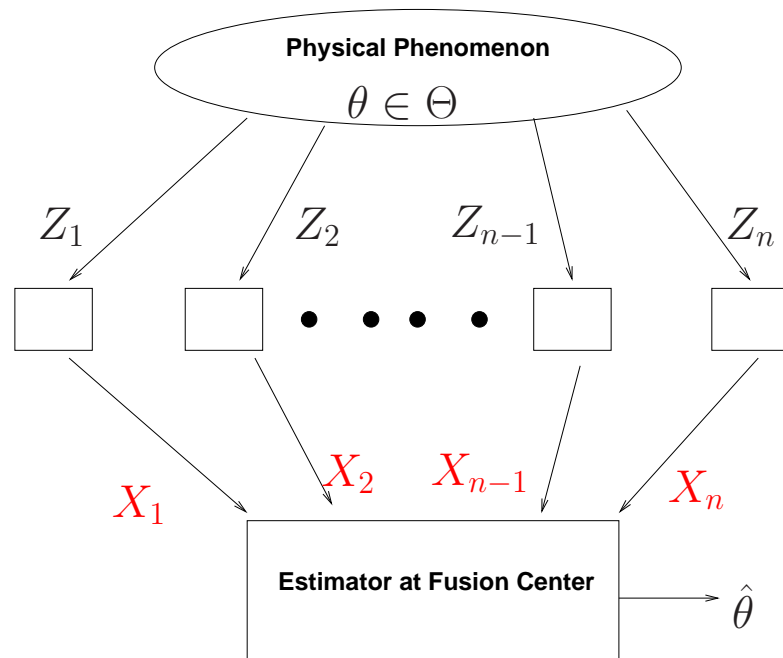 Physical Phenomenon
θ ∈ Θ
Z₁ Z₂ Zₙ₋₁ Zₙ
X₁ X₂ Xₙ₋₁ Xₙ
Estimator at Fusion Center
θ̂